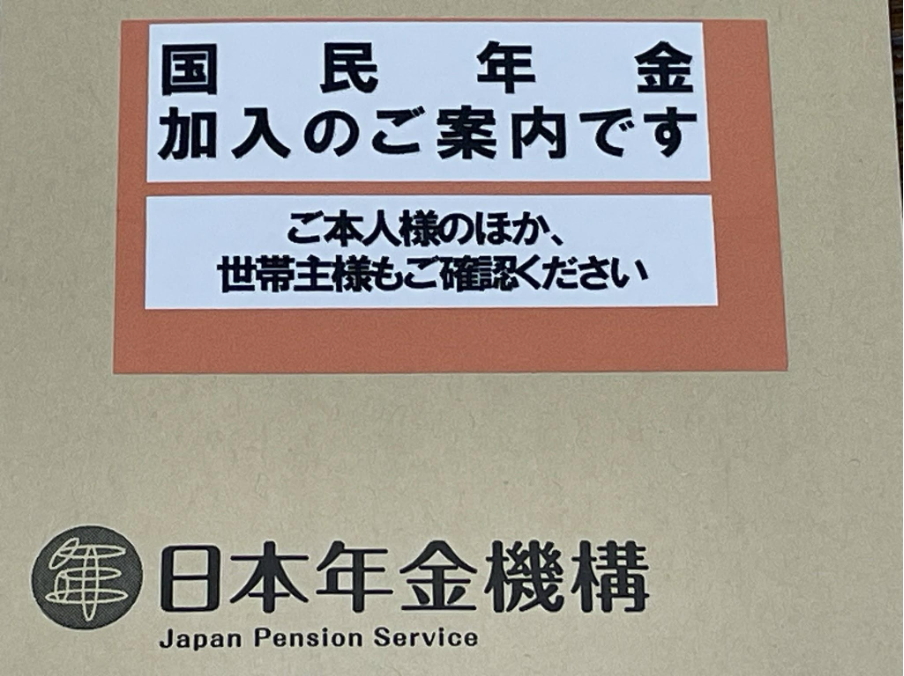 国民年金
加入のご案内です
ご本人様のほか、
世帯主様もご確認ください
年
日本年金機構
Japan Pension Service